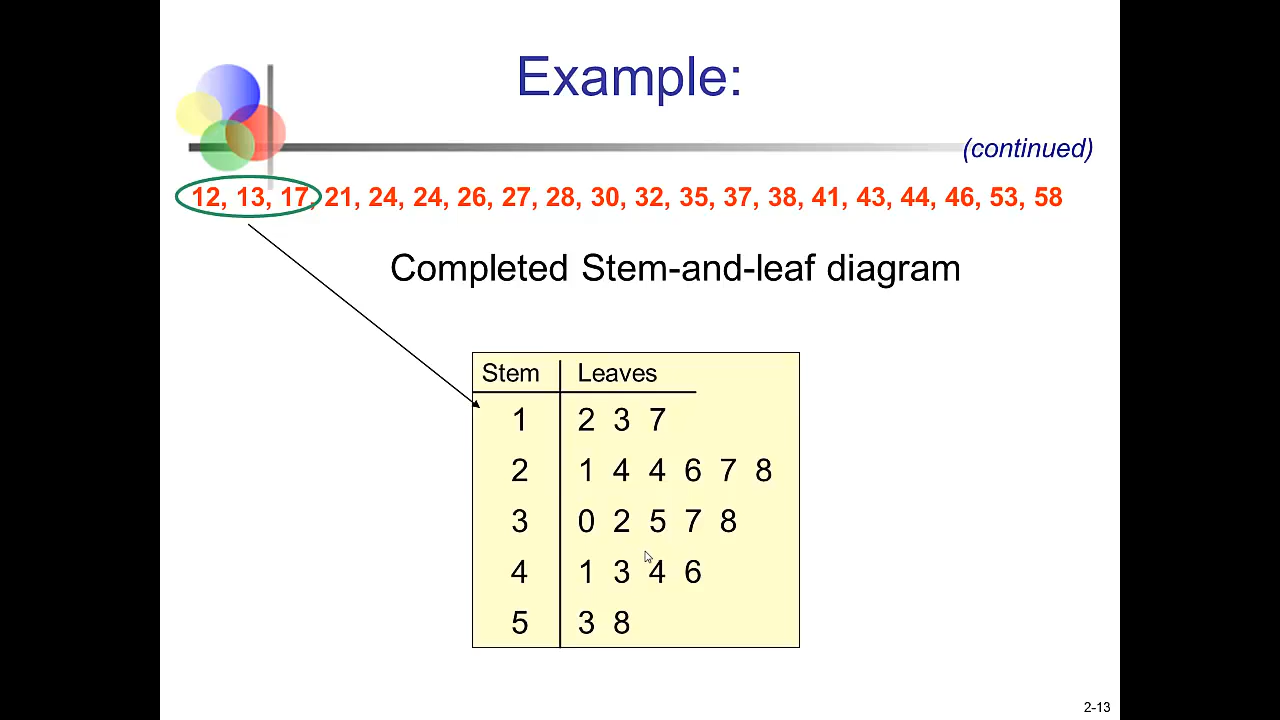 Example:
(continued)
12, 13, 17, 21, 24, 24, 26, 27, 28, 30, 32, 35, 37, 38, 41, 43, 44, 46, 53, 58
Completed Stem-and-leaf diagram
Stem Leaves
1 2 3 7
2 1 4 4 6 7 8
3 0 2 5 7 8
4 1 3 4 6
5 3 8
2-13